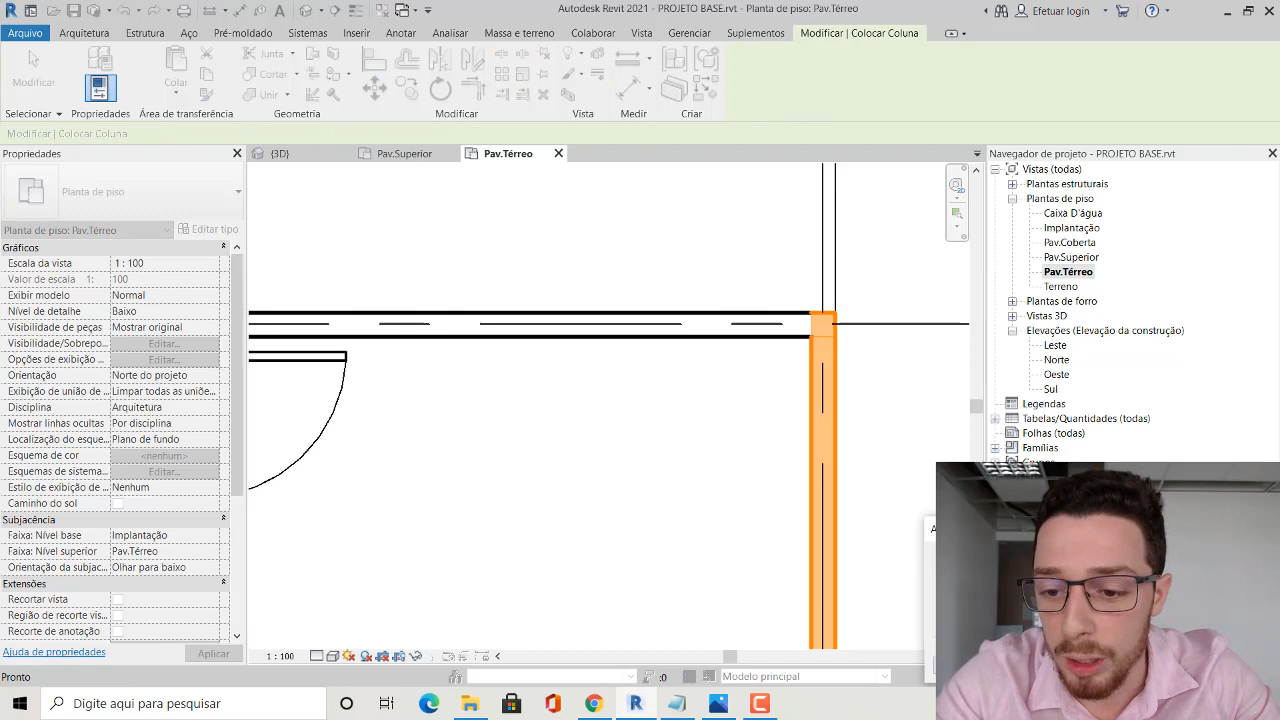 Autodesk Revit 2021 - PROJETO BASE.rvt - Planta de piso: Pav.Térreo
Efetuar login
Arquivo Arquitetura Estrutura Aço Pré-moldado Sistemas Inserir Anotar Analisar Massa e terreno Colaborar Vista Gerenciar Suplementos Modificar | Colocar Coluna
Modificar Colar Junta
Cortar
Unir
Selecionar Propriedades Área de transferência Geometria Modificar Vista Medir Criar
Modificar | Colocar Coluna
Propriedades
{3D} Pav.Superior Pav.Térreo
Planta de piso
Planta de piso: Pav.Térreo Editar tipo
Gráficos
Escala da vista 1 : 100
Valor de escala 1: 100
Exibir modelo Normal
Nível de detalhe Baixo
Visibilidade de peças Mostrar original
Visibilidade/Sobrepo... Editar...
Opções de exibição ... Editar...
Orientação Norte do projeto
Exibição de união de ... Limpar todas as uniõe...
Disciplina Arquitetura
Mostrar linhas ocultas Por disciplina
Localização do esque... Plano de fundo
Esquema de cor <nenhum>
Esquemas de sistema... Editar...
Estilo de exibição de ... Nenhum
Caminho do sol
Subjacência
Faixa: Nível base Implantação
Faixa: Nível superior Pav.Térreo
Orientação da subjac... Olhar para baixo
Extensões
Recortar vista
Região de recorte vis...
Recorte de anotação
Ajuda de propriedades Aplicar
Navegador de projeto - PROJETO BASE.rvt
Vistas (todas)
Plantas estruturais
Plantas de piso
Caixa D'água
Implantação
Pav.Coberta
Pav.Superior
Pav.Térreo
Terreno
Plantas de forro
Vistas 3D
Elevações (Elevação da construção)
Leste
Norte
Oeste
Sul
Legendas
Tabelas/Quantidades (todas)
Folhas (todas)
Famílias
1 : 100
Pronto :0 Modelo principal
Digite aqui para pesquisar